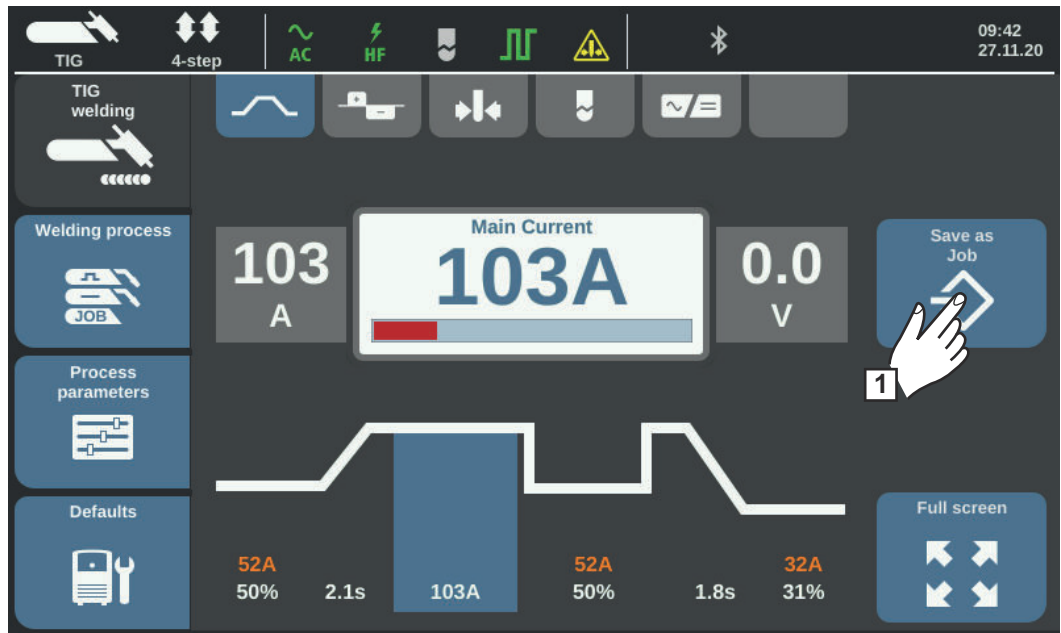 TIG
4-step
AC
HF
09:42
27.11.20
TIG
welding
Welding process
JOB
Process
parameters
Defaults
103
A
Main Current
103A
0.0
V
Save as
Job
1
52A
50%
2.1s
103A
52A
50%
1.8s
32A
31%
Full screen